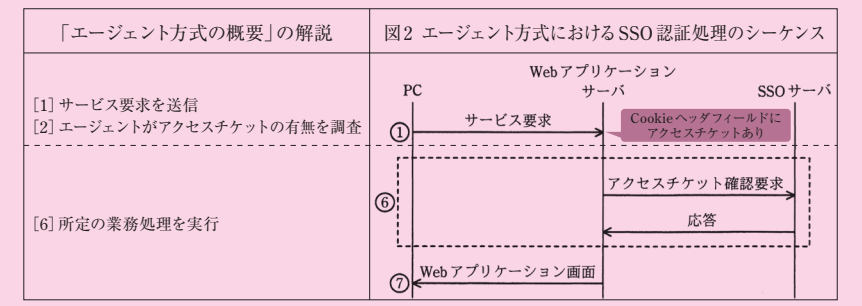 「エージェント方式の概要」の解説
図2 エージェント方式におけるSSO認証処理のシーケンス
[1] サービス要求を送信
[2] エージェントがアクセスチケットの有無を調査
Webアプリケーション
PC
サーバ
SSOサーバ
① サービス要求
Cookieヘッダフィールドに
アクセスチケットあり
[6] 所定の業務処理を実行
アクセスチケット確認要求
⑥
応答
⑦ Webアプリケーション画面